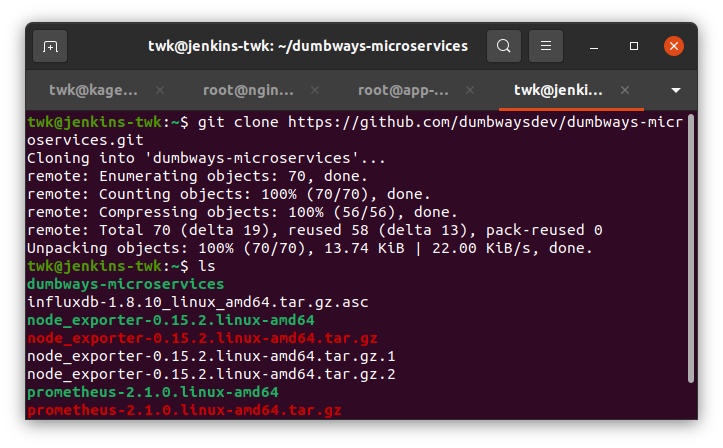 twk@jenkins-twk: ~/dumbways-microservices
twk@kage...
root@ngin...
root@app-...
twk@jenki...
twk@jenkins-twk:~$ git clone https://github.com/dumbwaysdev/dumbways-micr
oservices.git
Cloning into 'dumbways-microservices'...
remote: Enumerating objects: 70, done.
remote: Counting objects: 100% (70/70), done.
remote: Compressing objects: 100% (56/56), done.
remote: Total 70 (delta 19), reused 58 (delta 13), pack-reused 0
Unpacking objects: 100% (70/70), 13.74 KiB | 22.00 KiB/s, done.
twk@jenkins-twk:~$ ls
dumbways-microservices
influxdb-1.8.10_linux_amd64.tar.gz.asc
node_exporter-0.15.2.linux-amd64
node_exporter-0.15.2.linux-amd64.tar.gz
node_exporter-0.15.2.linux-amd64.tar.gz.1
node_exporter-0.15.2.linux-amd64.tar.gz.2
prometheus-2.1.0.linux-amd64
prometheus-2.1.0.linux-amd64.tar.gz